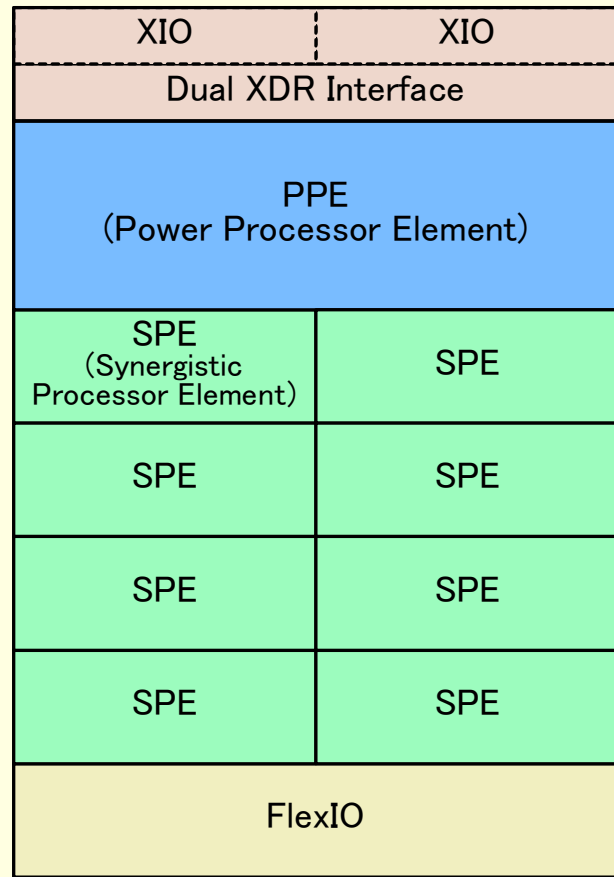 XIO XIO
Dual XDR Interface
PPE
(Power Processor Element)
SPE
(Synergistic
Processor Element)
SPE
SPE SPE
SPE SPE
SPE SPE
FlexIO